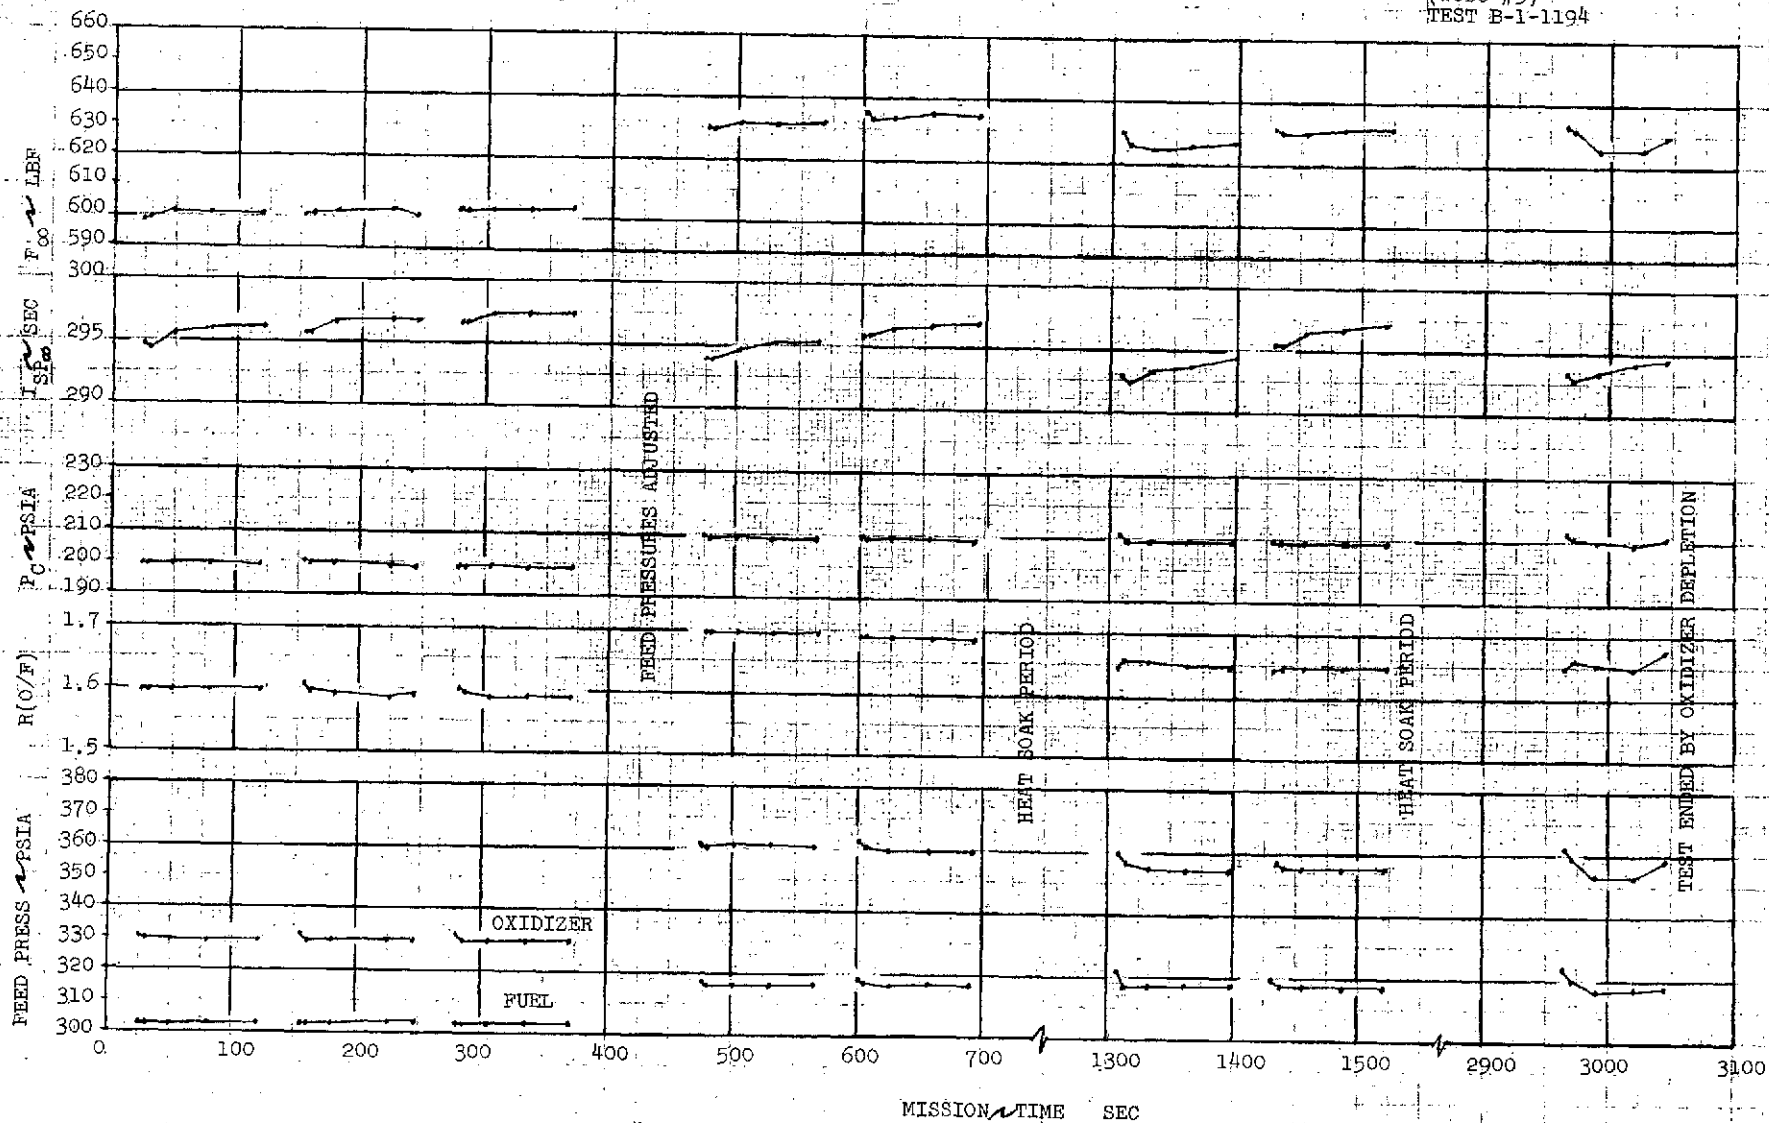 TEST B-1-1194
660
650
640
630
620
610
600
590
F∞ ~ LBF
300
295
290
ISP∞ ~ SEC
230
220
210
200
190
PC ~ PSIA
1.7
1.6
1.5
R(O/F)
380
370
360
350
340
330
320
310
300
FEED PRESS ~ PSIA
OXIDIZER
FUEL
FEED PRESSURES ADJUSTED
HEAT SOAK PERIOD
HEAT SOAK PERIOD
TEST ENDED BY OXIDIZER DEPLETION
0 100 200 300 400 500 600 700 1300 1400 1500 2900 3000 3100
MISSION ~ TIME SEC